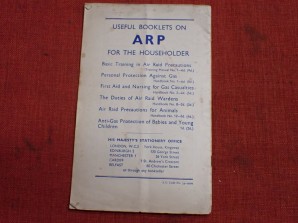 USEFUL BOOKLETS ON
ARP
FOR THE HOUSEHOLDER
Basic Training in Air Raid Precautions
Personal Protection Against Gas
First Aid and Nursing for Gas Casualties
The Duties of Air Raid Wardens
Air Raid Precautions for Animals
Anti-Gas Protection of Babies and Young
Children
HIS MAJESTY'S STATIONERY OFFICE
LONDON, W.C.2
EDINBURGH 2
MANCHESTER 1
CARDIFF
BELFAST
or through any bookseller